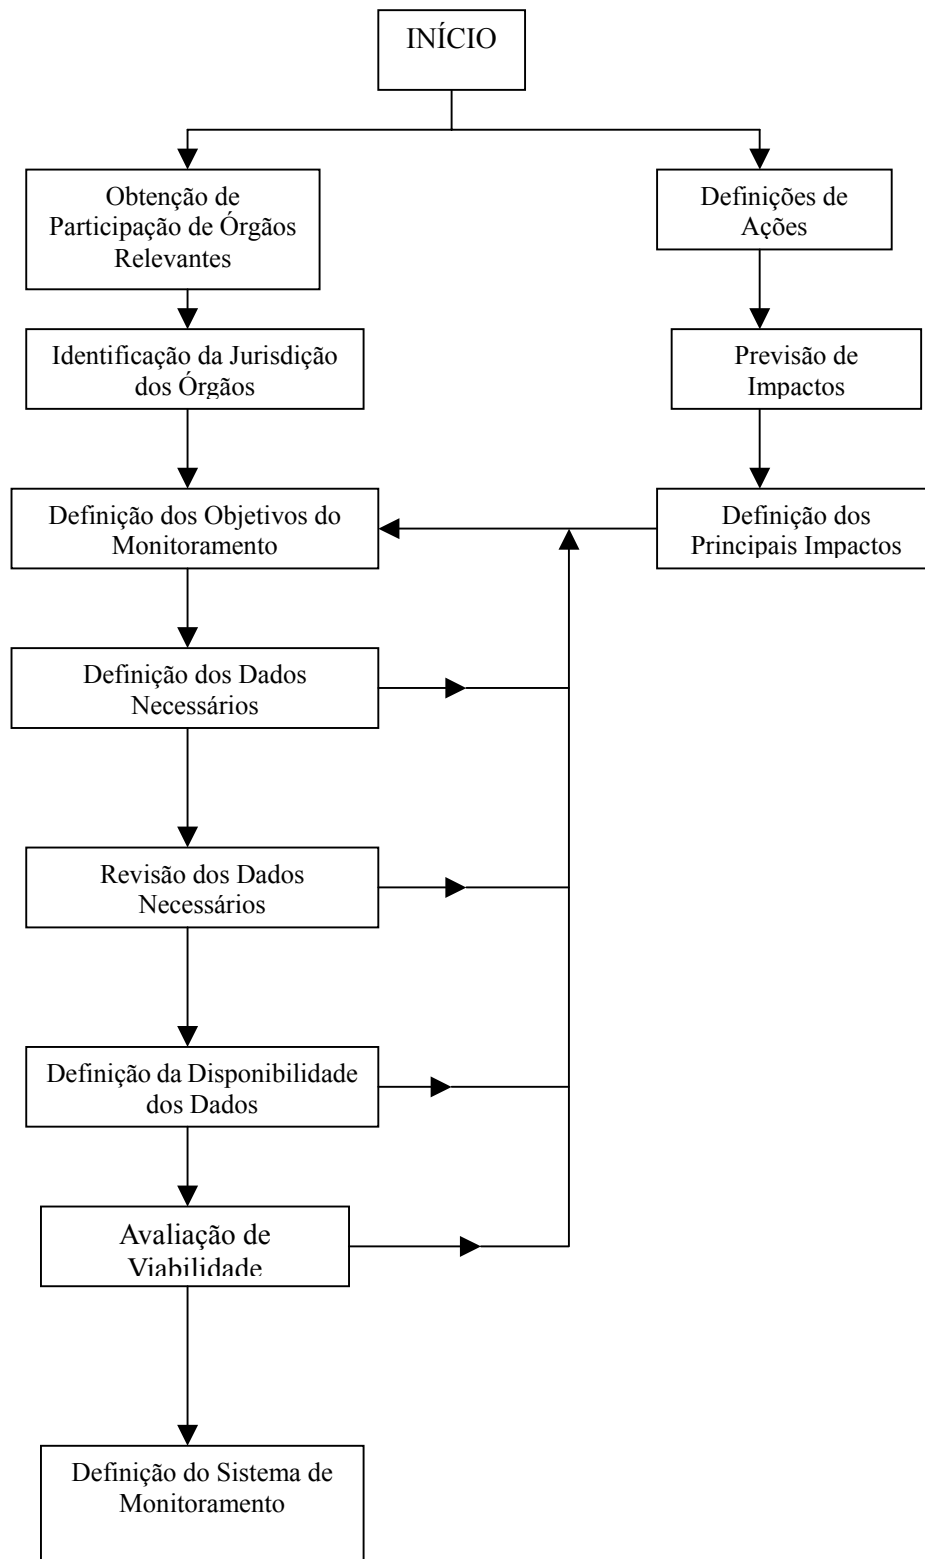 INÍCIO
Obtenção de
Participação de Órgãos
Relevantes
Definições de
Ações
Identificação da Jurisdição
dos Órgãos
Previsão de
Impactos
Definição dos Objetivos do
Monitoramento
Definição dos
Principais Impactos
Definição dos Dados
Necessários
Revisão dos Dados
Necessários
Definição da Disponibilidade
dos Dados
Avaliação de
Viabilidade
Definição do Sistema de
Monitoramento